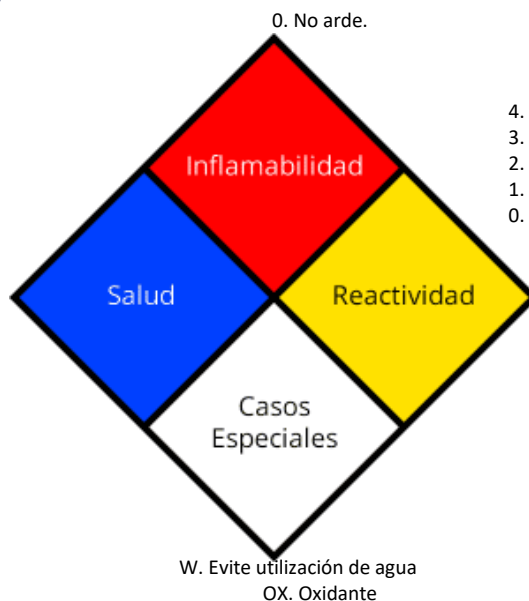 0. No arde.
Inflamabilidad
4.
3.
2.
1.
0.
Salud
Reactividad
Casos
Especiales
W. Evite utilización de agua
OX. Oxidante